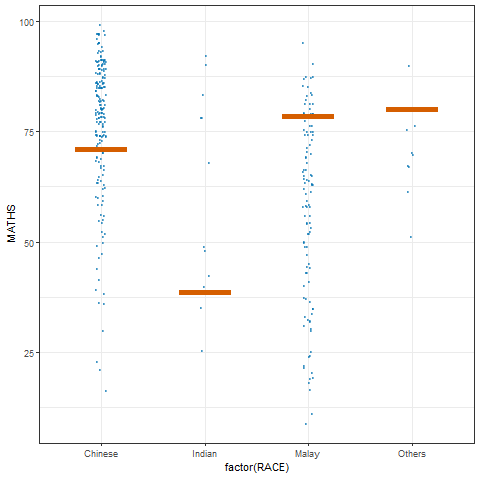 100
75
50
25
MATHS
Chinese
Indian
Malay
Others
factor(RACE)